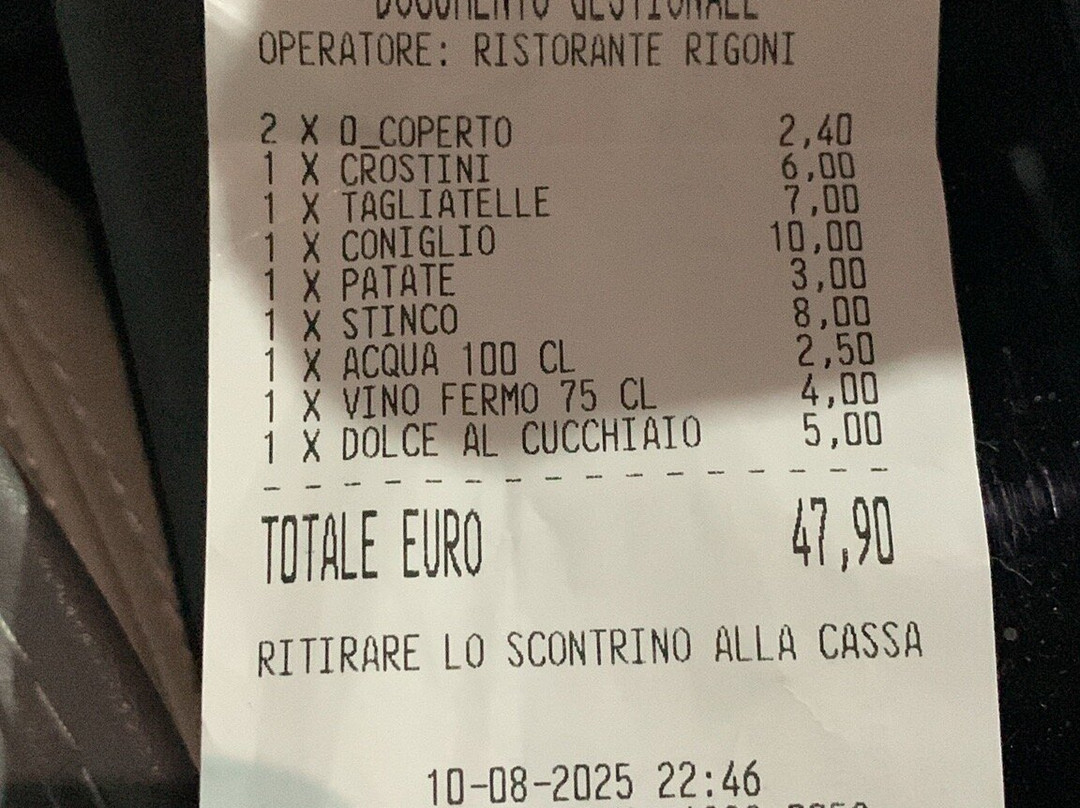 DOCUMENTO GESTIONALE
OPERATORE: RISTORANTE RIGONI
2 X O_COPERTO 2,40
1 X CROSTINI 6,00
1 X TAGLIATELLE 7,00
1 X CONIGLIO 10,00
1 X PATATE 3,00
1 X STINCO 8,00
1 X ACQUA 100 CL 2,50
1 X VINO FERMO 75 CL 4,00
1 X DOLCE AL CUCCHIAIO 5,00
TOTALE EURO 47,90
RITIRARE LO SCONTRINO ALLA CASSA
10-08-2025 22:46